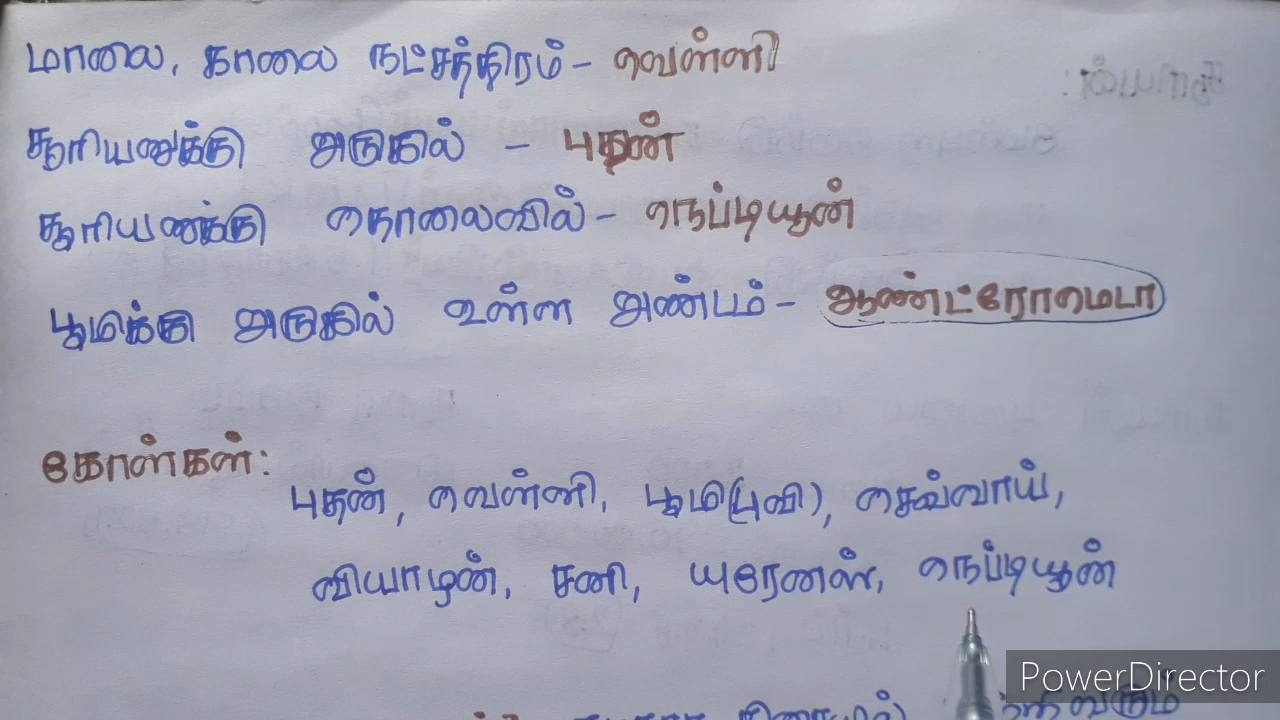 மாலை, காலை நட்சத்திரம் - வெள்ளி
சூரியனுக்கு அருகில் - புதன்
சூரியனுக்கு தொலைவில் - நெப்டியூன்
பூமிக்கு அருகில் உள்ள அண்டம் - ஆண்ட்ரோமெடா
கோள்கள்:
புதன், வெள்ளி, பூமி(புவி), செவ்வாய்,
வியாழன், சனி, யுரேனஸ், நெப்டியூன்
PowerDirector